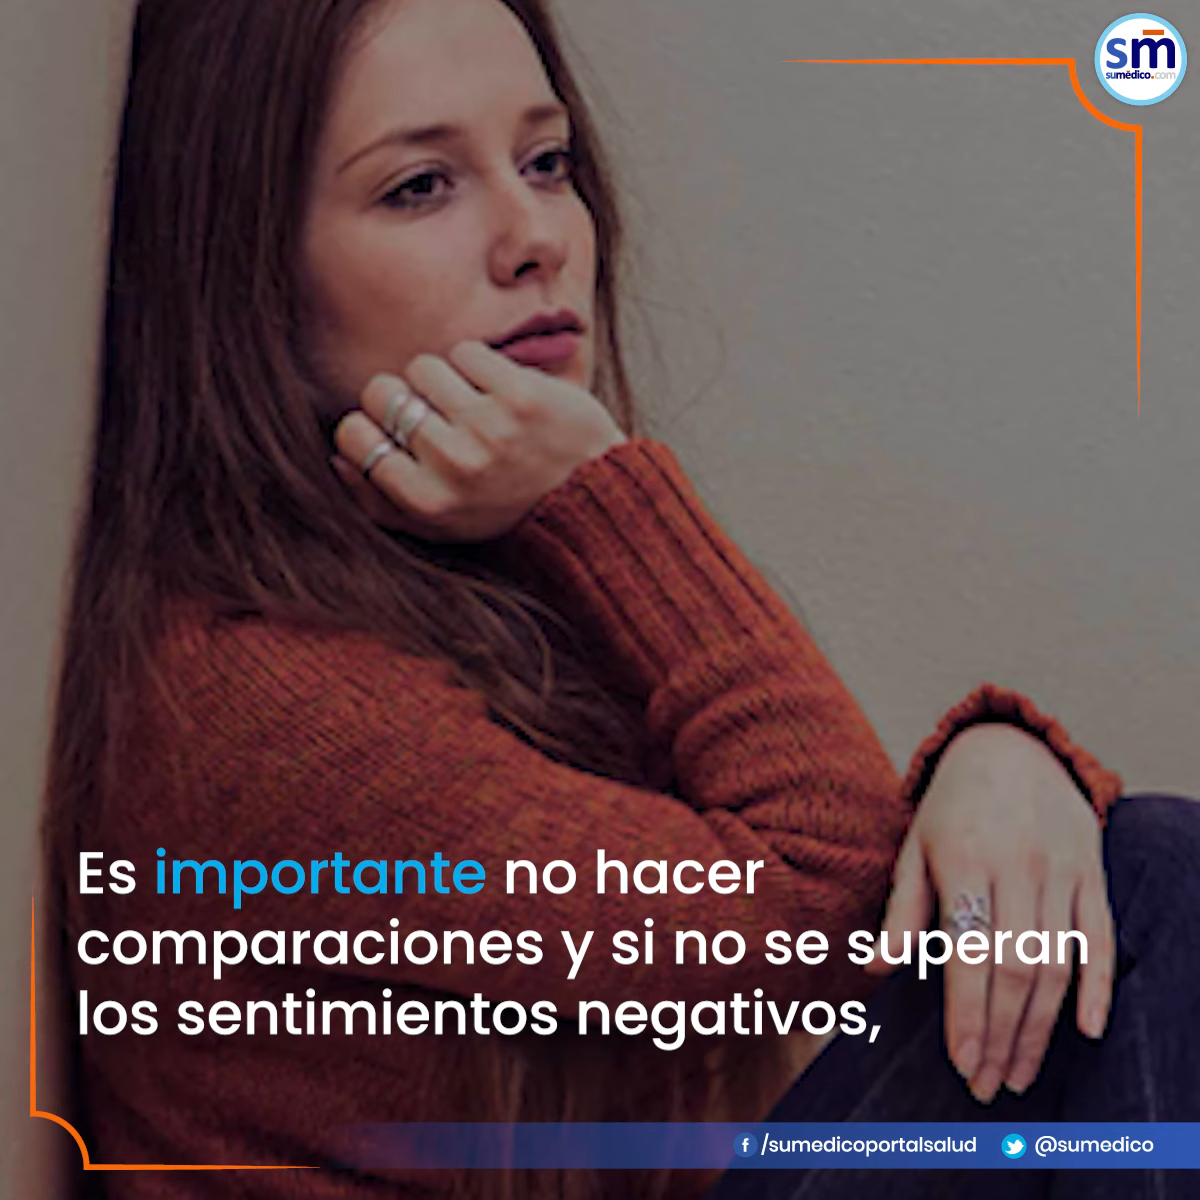 sm
sumédico.com
Es importante no hacer
comparaciones y si no se superan
los sentimientos negativos,
f /sumedicoportalsalud @sumedico